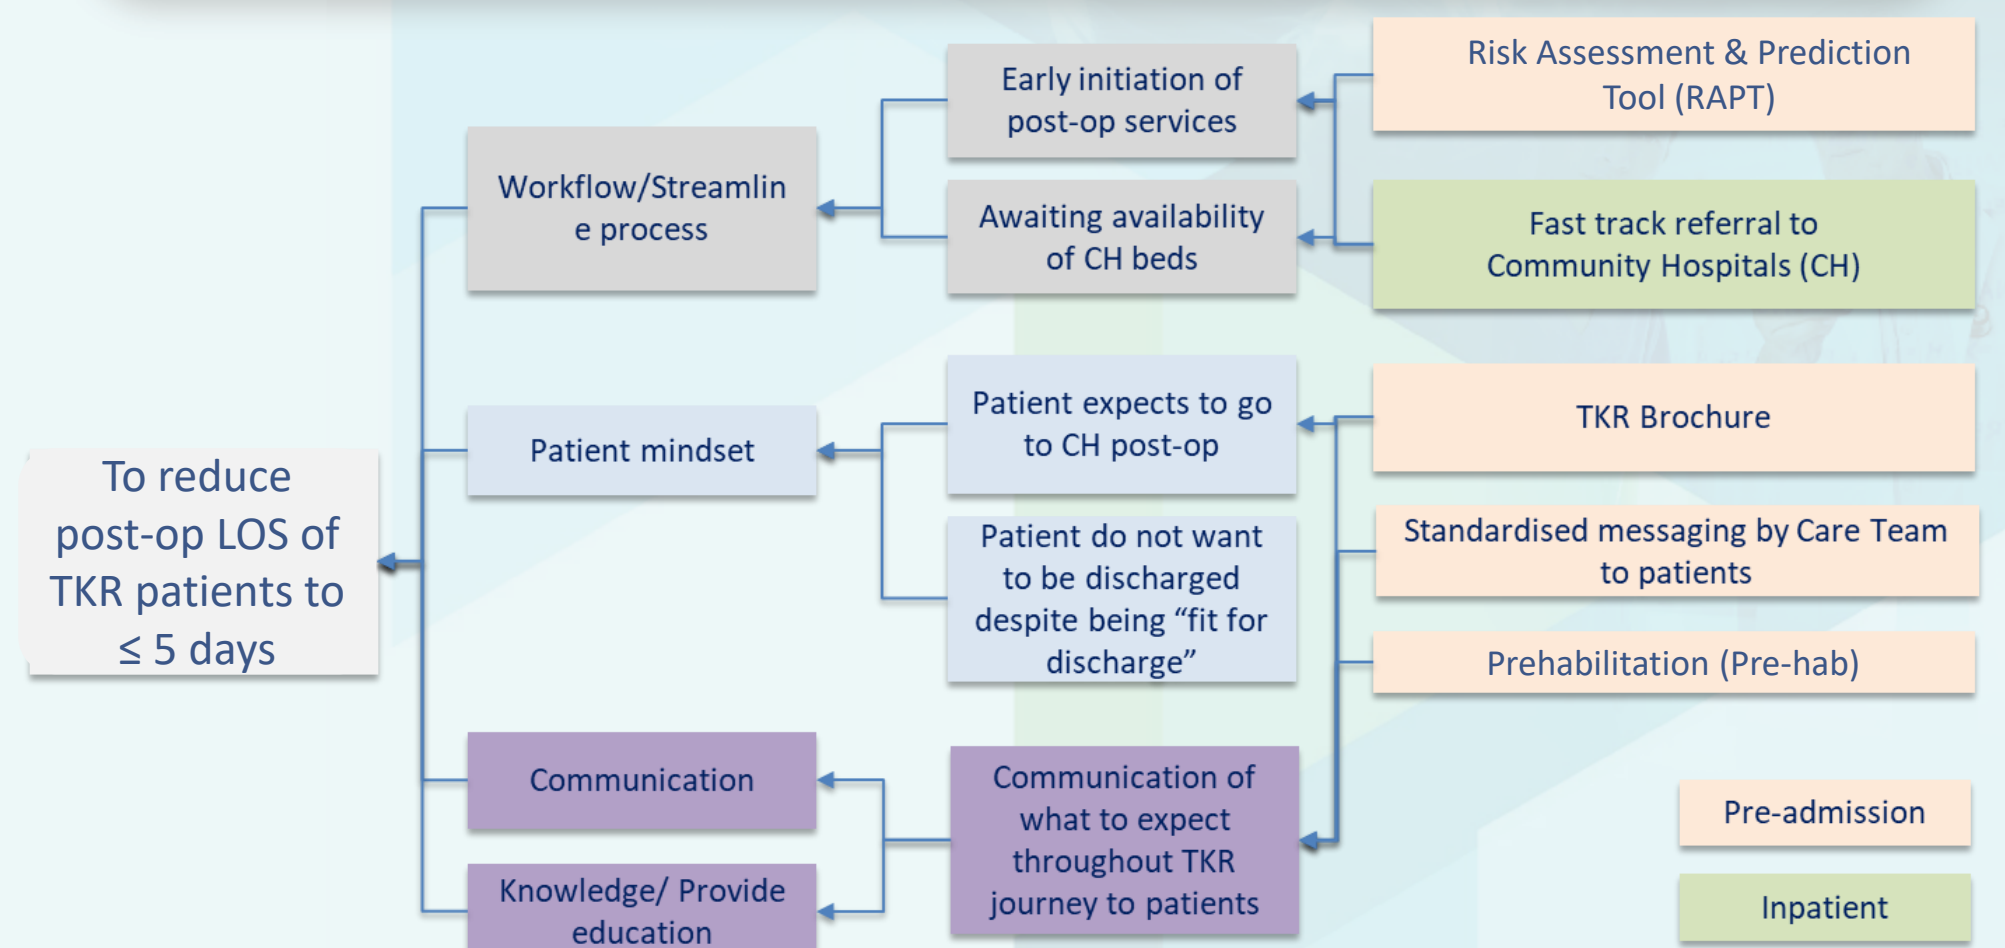 Risk Assessment & Prediction
Tool (RAPT)
Early initiation of
post-op services
Workflow/Streamlin
e process
Awaiting availability
of CH beds
Fast track referral to
Community Hospitals (CH)
Patient expects to go
to CH post-op
TKR Brochure
Patient mindset
To reduce
post-op LOS of
TKR patients to
≤ 5 days
Patient do not want
to be discharged
despite being “fit for
discharge”
Standardised messaging by Care Team
to patients
Prehabilitation (Pre-hab)
Communication
Communication of
what to expect
throughout TKR
journey to patients
Knowledge/ Provide
education
Pre-admission
Inpatient